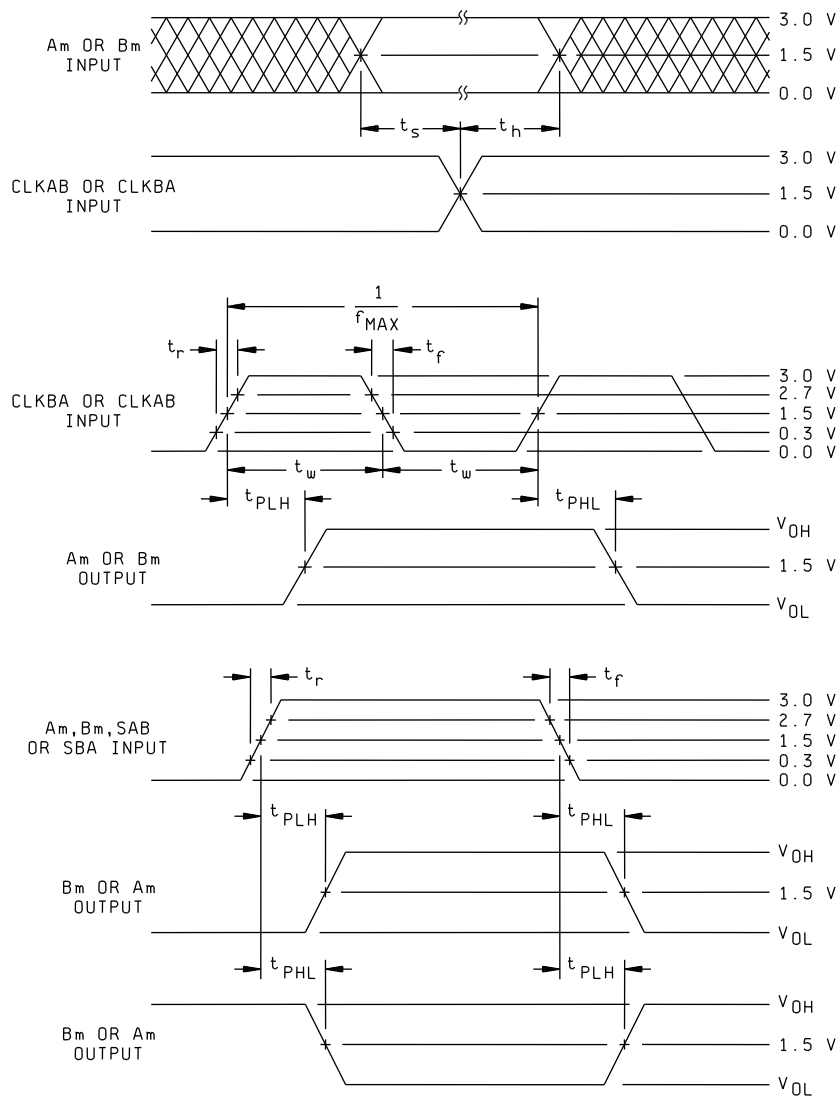 Am OR Bm
INPUT
3.0 V
1.5 V
0.0 V
ts
th
CLKAB OR CLKBA
INPUT
3.0 V
1.5 V
0.0 V
1
fMAX
tr
tf
CLKBA OR CLKAB
INPUT
3.0 V
2.7 V
1.5 V
0.3 V
0.0 V
tw
tw
tPLH
tPHL
Am OR Bm
OUTPUT
VOH
1.5 V
VOL
tr
tf
Am,Bm,SAB
OR SBA INPUT
3.0 V
2.7 V
1.5 V
0.3 V
0.0 V
tPLH
tPHL
Bm OR Am
OUTPUT
VOH
1.5 V
VOL
tPHL
tPLH
Bm OR Am
OUTPUT
VOH
1.5 V
VOL